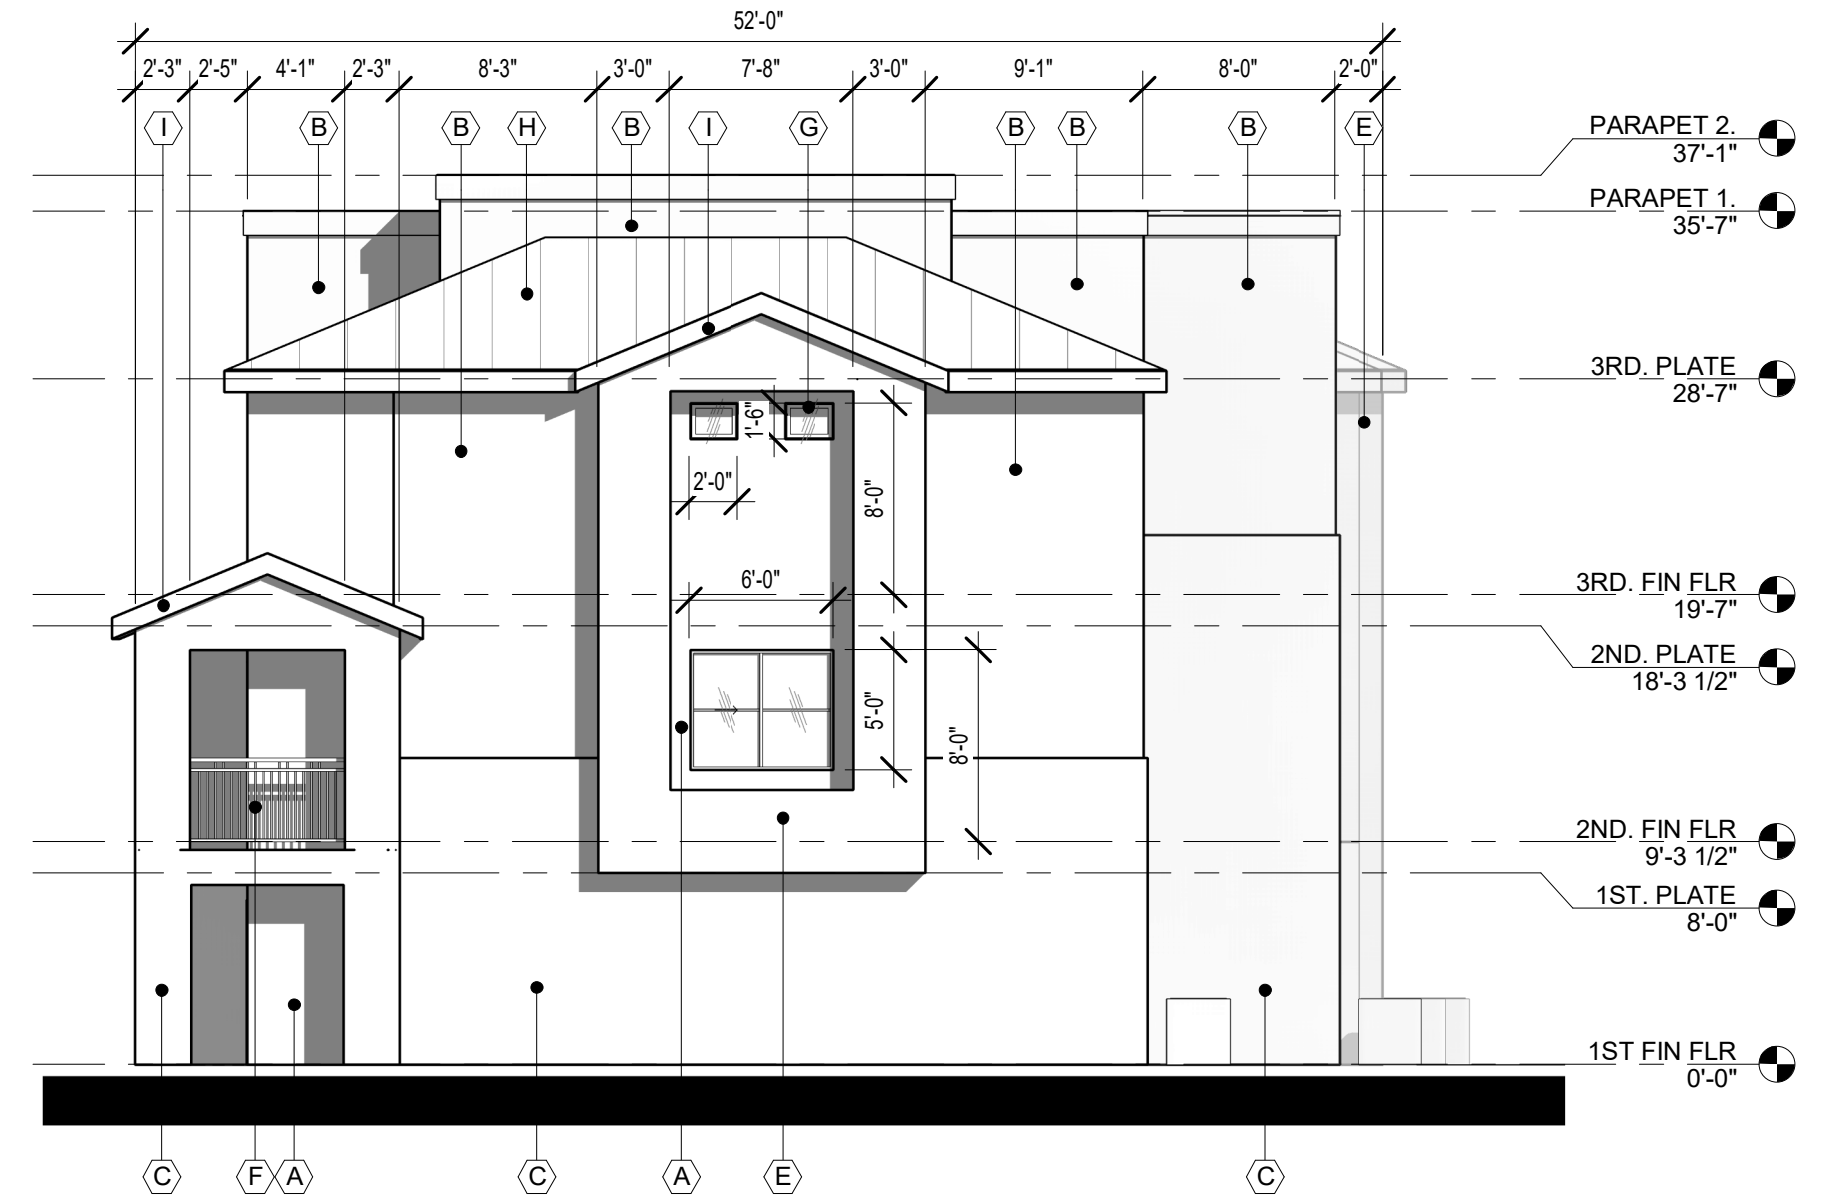 52'-0"
2'-3" 2'-5" 4'-1" 2'-3" 8'-3" 3'-0" 7'-8" 3'-0" 9'-1" 8'-0" 2'-0"
I B B H B I G B B B E
PARAPET 2.
37'-1"
PARAPET 1.
35'-7"
3RD. PLATE
28'-7"
1'-6"
2'-0"
8'-0"
6'-0"
3RD. FIN FLR
19'-7"
2ND. PLATE
18'-3 1/2"
5'-0"
8'-0"
2ND. FIN FLR
9'-3 1/2"
1ST. PLATE
8'-0"
1ST FIN FLR
0'-0"
C F A C A E C